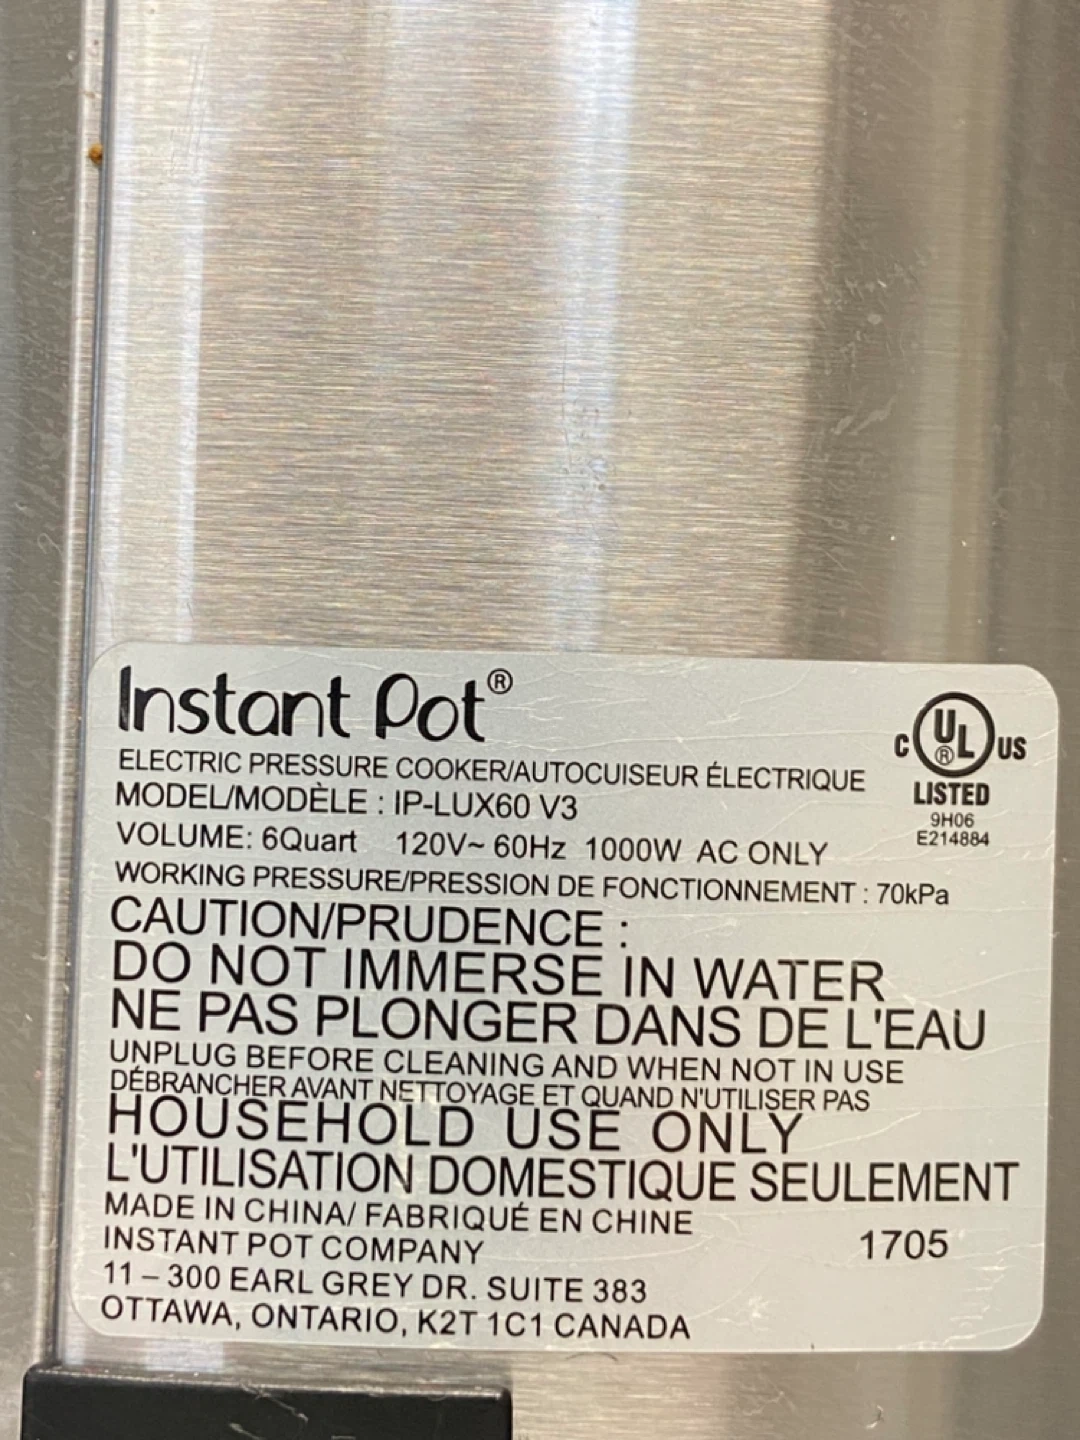 Instant Pot®
C UL® US
LISTED
9H06
E214884
ELECTRIC PRESSURE COOKER/AUTOCUISEUR ÉLECTRIQUE
MODEL/MODÈLE : IP-LUX60 V3
VOLUME: 6Quart 120V~ 60Hz 1000W AC ONLY
WORKING PRESSURE/PRESSION DE FONCTIONNEMENT : 70kPa
CAUTION/PRUDENCE :
DO NOT IMMERSE IN WATER
NE PAS PLONGER DANS DE L'EAU
UNPLUG BEFORE CLEANING AND WHEN NOT IN USE
DÉBRANCHER AVANT NETTOYAGE ET QUAND N'UTILISER PAS
HOUSEHOLD USE ONLY
L'UTILISATION DOMESTIQUE SEULEMENT
MADE IN CHINA/ FABRIQUÉ EN CHINE
INSTANT POT COMPANY
1705
11 – 300 EARL GREY DR. SUITE 383
OTTAWA, ONTARIO, K2T 1C1 CANADA